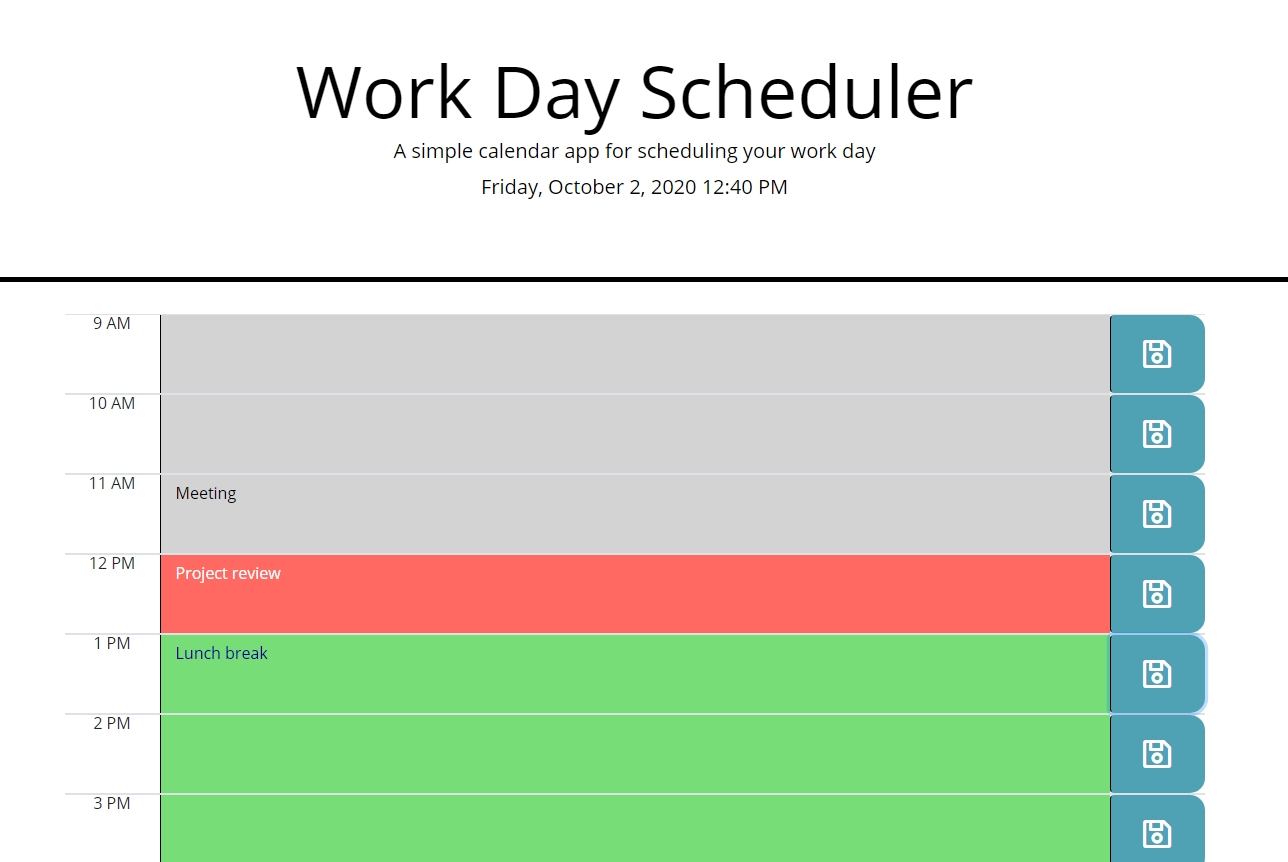 Work Day Scheduler
A simple calendar app for scheduling your work day
Friday, October 2, 2020 12:40 PM
9 AM
10 AM
11 AM
Meeting
12 PM
Project review
1 PM
Lunch break
2 PM
3 PM